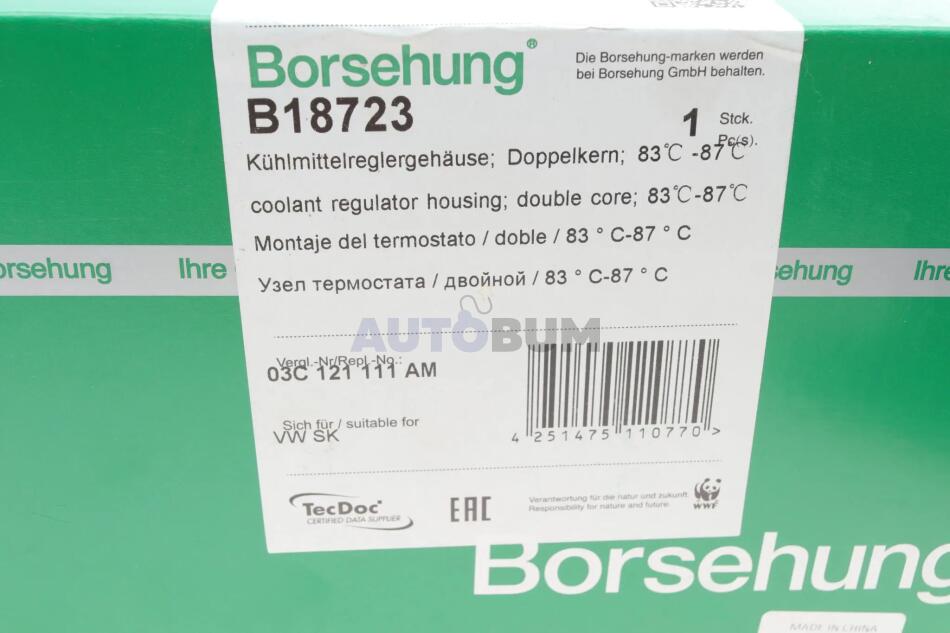 Borsehung®
Die Borsehung-marken werden
bei Borsehung GmbH behalten.
B18723
1 Stck.
Pc(s).
Kühlmittelreglergehäuse; Doppelkern; 83℃ -87℃
coolant regulator housing; double core; 83℃-87℃
Montaje del termostato / doble / 83 ° C-87 ° C
Узел термостата / двойной / 83 ° C-87 ° C
orsehung Ihre
sehung Ihre
AUTOBUM
Vergl.-Nr/Repl.-No.:
03C 121 111 AM
Sich für / suitable for
VW SK
4 251475 110770 >
TecDoc
CERTIFIED DATA SUPPLIER
EAC
Verantwortung für die natur und zukunft.
Responsibility for nature and future.
WWF
Borsehung
MADE IN CHINA